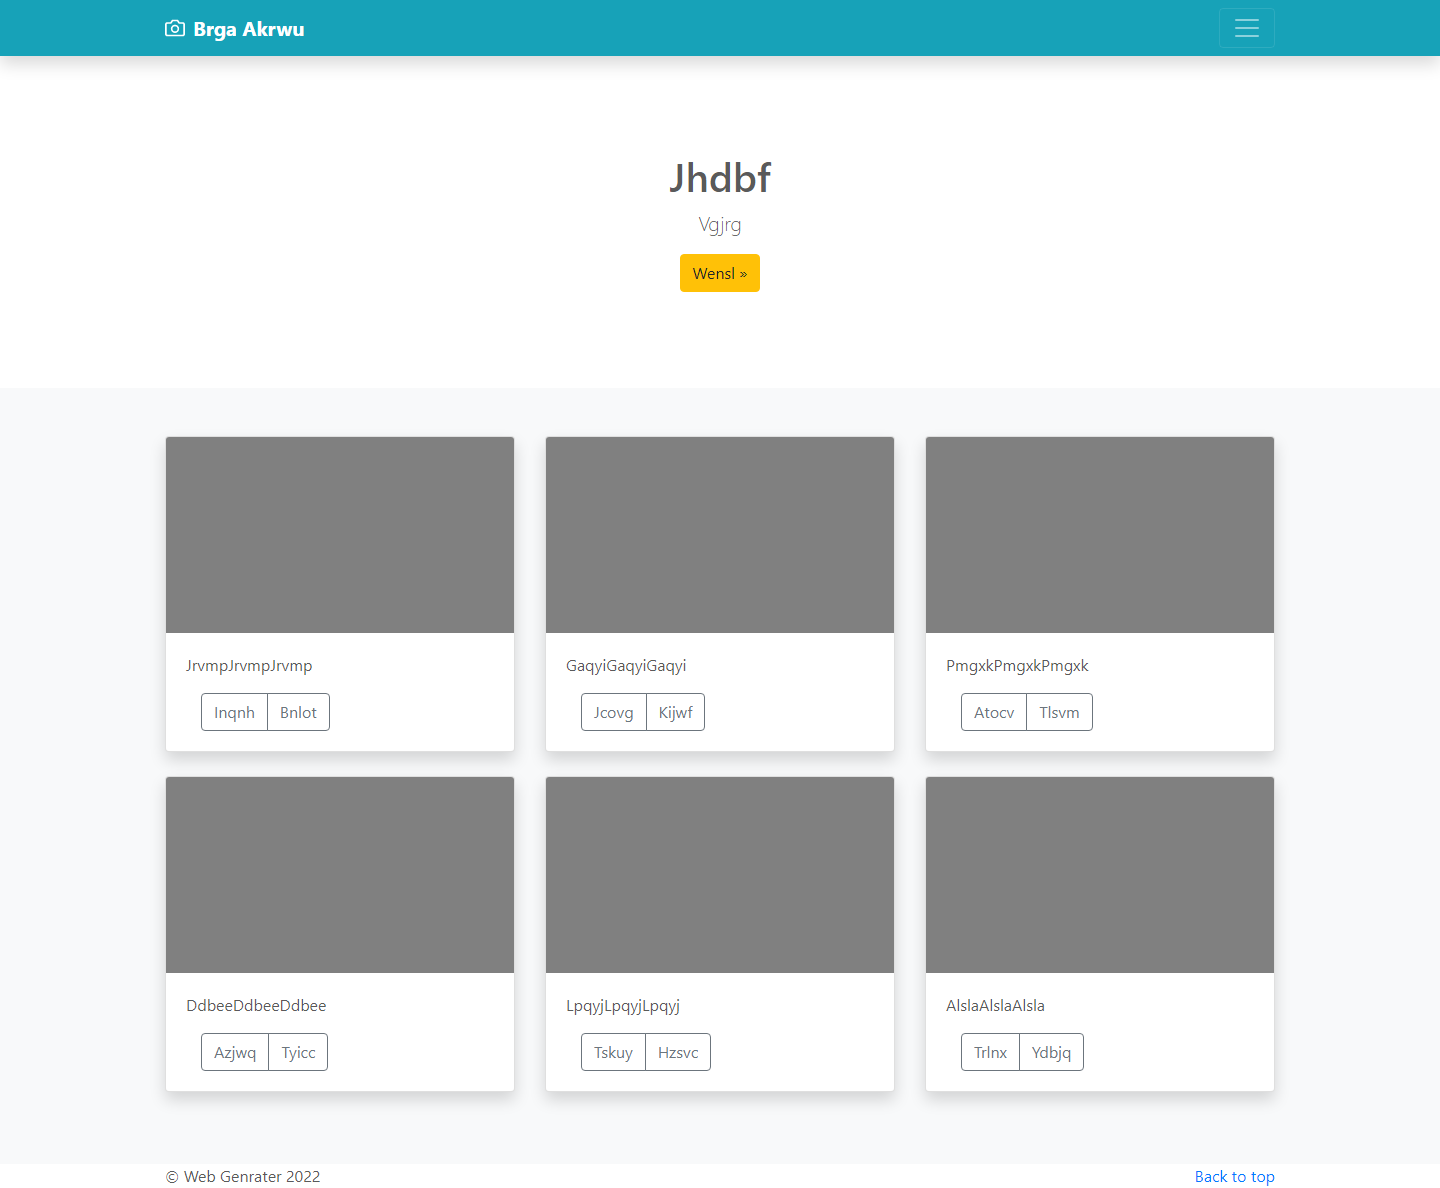 Brga Akrwu
Jhdbf
Vgjrg
Wensl »
JrvmpJrvmpJrvmp
Inqnh Bnlot
GaqyiGaqyiGaqyi
Jcovg Kijwf
PmgxkPmgxkPmgxk
Atocv Tlsvm
DdbeeDdbeeDdbee
Azjwq Tyicc
LpqyjLpqyjLpqyj
Tskuy Hzsvc
AlslaAlslaAlsla
Trlnx Ydbjq
© Web Genrater 2022
Back to top